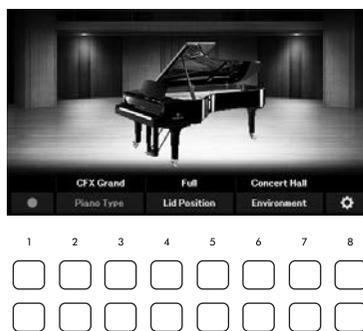 CFX Grand Full Concert Hall
Piano Type Lid Position Environment
1 2 3 4 5 6 7 8